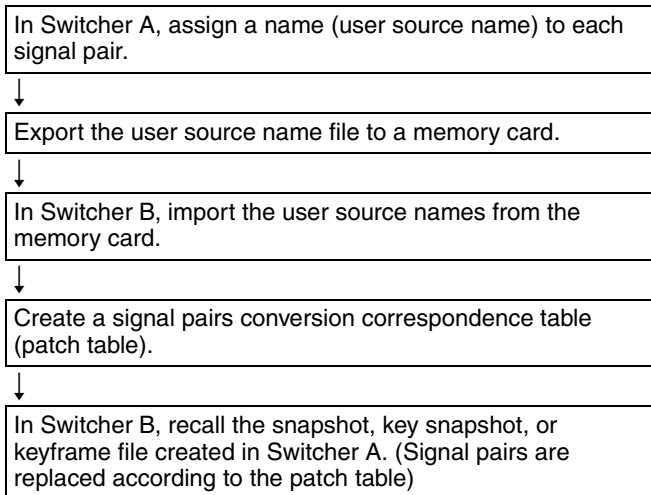 In Switcher A, assign a name (user source name) to each
signal pair.
Export the user source name file to a memory card.
In Switcher B, import the user source names from the
memory card.
Create a signal pairs conversion correspondence table
(patch table).
In Switcher B, recall the snapshot, key snapshot, or
keyframe file created in Switcher A. (Signal pairs are
replaced according to the patch table)